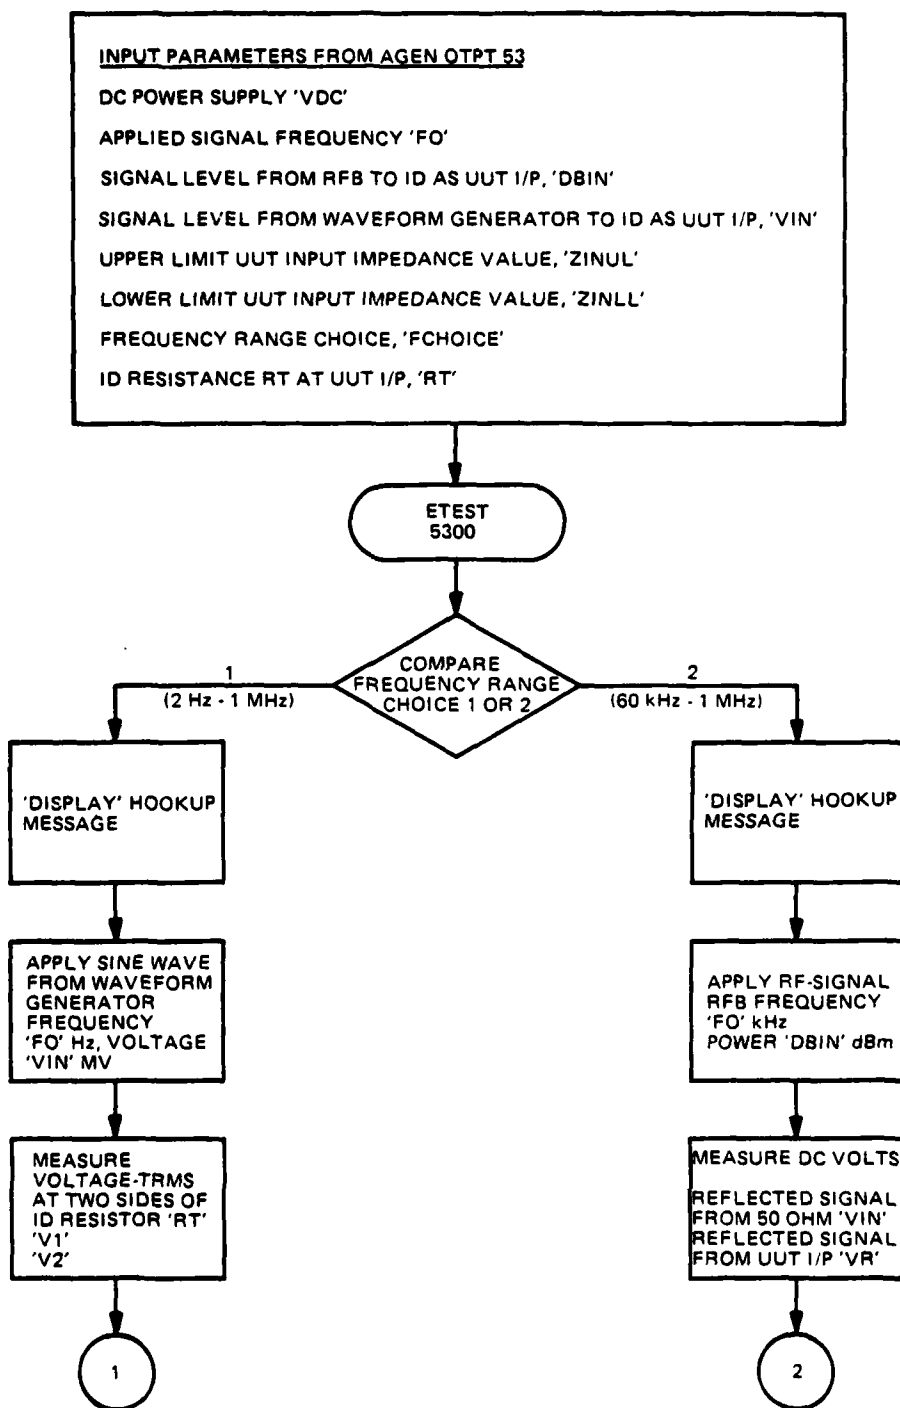 INPUT PARAMETERS FROM AGEN OTPT 53
DC POWER SUPPLY 'VDC'
APPLIED SIGNAL FREQUENCY 'FO'
SIGNAL LEVEL FROM RFB TO ID AS UUT I/P, 'DBIN'
SIGNAL LEVEL FROM WAVEFORM GENERATOR TO ID AS UUT I/P, 'VIN'
UPPER LIMIT UUT INPUT IMPEDANCE VALUE, 'ZINUL'
LOWER LIMIT UUT INPUT IMPEDANCE VALUE, 'ZINLL'
FREQUENCY RANGE CHOICE, 'FCHOICE'
ID RESISTANCE RT AT UUT I/P, 'RT'
ETEST
5300
COMPARE
FREQUENCY RANGE
CHOICE 1 OR 2
1
(2 Hz - 1 MHz)
2
(60 kHz - 1 MHz)
'DISPLAY' HOOKUP
MESSAGE
APPLY SINE WAVE
FROM WAVEFORM
GENERATOR
FREQUENCY
'FO' Hz, VOLTAGE
'VIN' MV
MEASURE
VOLTAGE-TRMS
AT TWO SIDES OF
ID RESISTOR 'RT'
'V1'
'V2'
1
'DISPLAY' HOOKUP
MESSAGE
APPLY RF-SIGNAL
RFB FREQUENCY
'FO' kHz
POWER 'DBIN' dBm
MEASURE DC VOLTS
REFLECTED SIGNAL
FROM 50 OHM 'VIN'
REFLECTED SIGNAL
FROM UUT I/P 'VR'
2